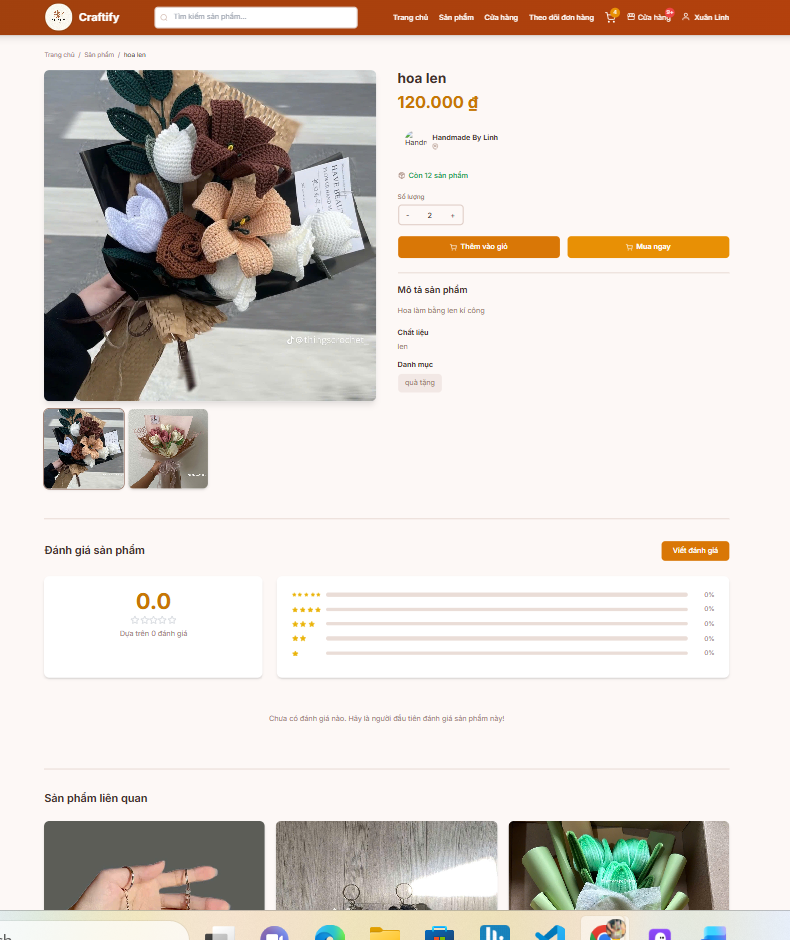 Craftify
Tìm kiếm sản phẩm...
Trang chủ
Sản phẩm
Cửa hàng
Theo dõi đơn hàng
4
Cửa hàng
9+
Xuân Linh
Trang chủ / Sản phẩm / hoa len
hoa len
120.000 ₫
Handm
Handmade By Linh
Còn 12 sản phẩm
Số lượng
- 2 +
Thêm vào giỏ
Mua ngay
HAVE BEAU
@thingscrochet_
Mô tả sản phẩm
Hoa làm bằng len kì công
Chất liệu
len
Danh mục
quà tặng
Đánh giá sản phẩm
Viết đánh giá
0.0
Dựa trên 0 đánh giá
0%
0%
0%
0%
0%
Chưa có đánh giá nào. Hãy là người đầu tiên đánh giá sản phẩm này!
Sản phẩm liên quan
ch